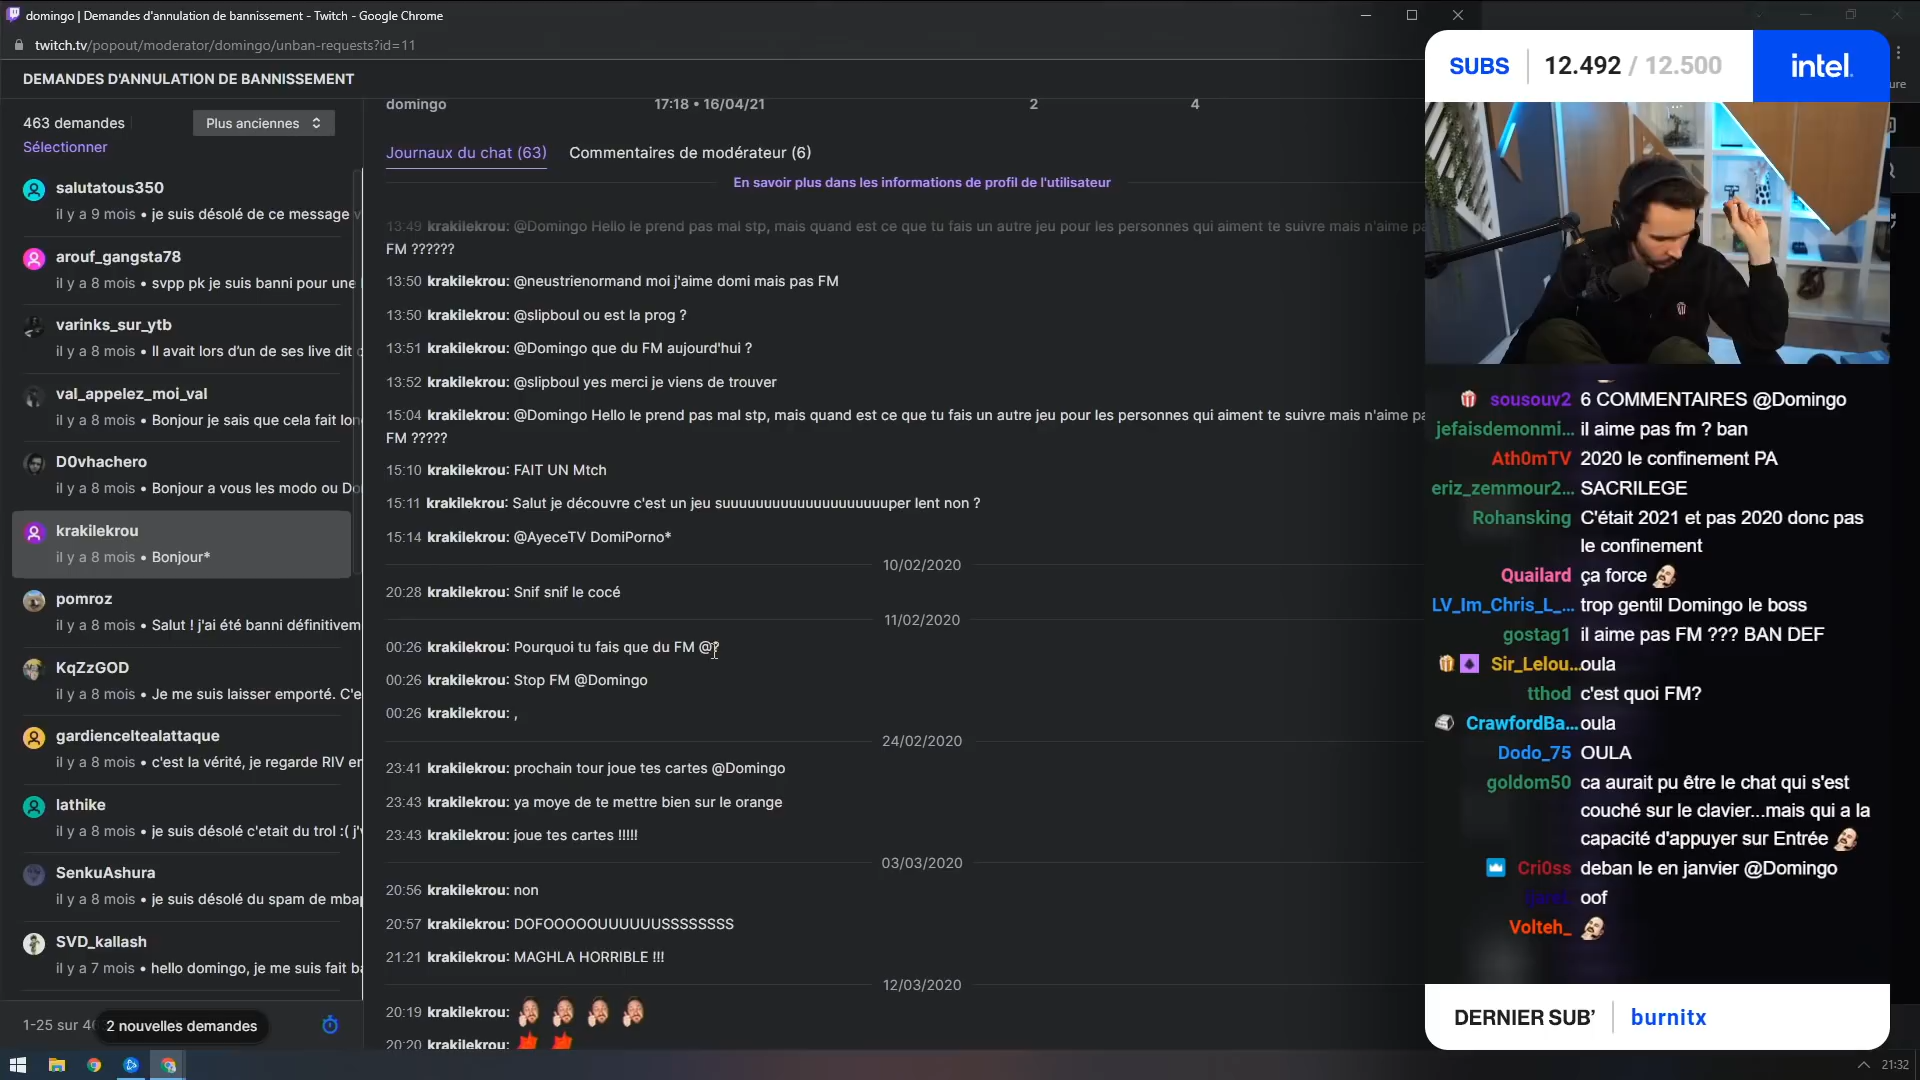 domingo | Demandes d'annulation de bannissement - Twitch - Google Chrome
twitch.tv/popout/moderator/domingo/unban-requests?id=11
DEMANDES D'ANNULATION DE BANNISSEMENT
463 demandes
Plus anciennes
Sélectionner
salutatous350
il y a 9 mois • je suis désolé de ce message v
arouf_gangsta78
il y a 8 mois • svpp pk je suis banni pour une
varinks_sur_ytb
il y a 8 mois • Il avait lors d'un de ses live dit c
val_appelez_moi_val
il y a 8 mois • Bonjour je sais que cela fait lon
D0vhachero
il y a 8 mois • Bonjour a vous les modo ou Do
krakilekrou
il y a 8 mois • Bonjour*
pomroz
il y a 8 mois • Salut ! j'ai été banni définitivem
KqZzGOD
il y a 8 mois • Je me suis laisser emporté. C'e
gardienceltealattaque
il y a 8 mois • c'est la vérité, je regarde RIV er
lathike
il y a 8 mois • je suis désolé c'etait du trol :( j'
SenkuAshura
il y a 8 mois • je suis désolé du spam de mba
SVD_kallash
il y a 7 mois • hello domingo, je me suis fait b
1-25 sur 4
2 nouvelles demandes
domingo 17:18 • 16/04/21 2 4
Journaux du chat (63) Commentaires de modérateur (6)
En savoir plus dans les informations de profil de l'utilisateur
13:49 krakilekrou: @Domingo Hello le prend pas mal stp, mais quand est ce que tu fais un autre jeu pour les personnes qui aiment te suivre mais n'aime pa
FM ??????
13:50 krakilekrou: @neustrienormand moi j'aime domi mais pas FM
13:50 krakilekrou: @slipboul ou est la prog ?
13:51 krakilekrou: @Domingo que du FM aujourd'hui ?
13:52 krakilekrou: @slipboul yes merci je viens de trouver
15:04 krakilekrou: @Domingo Hello le prend pas mal stp, mais quand est ce que tu fais un autre jeu pour les personnes qui aiment te suivre mais n'aime pa
FM ?????
15:10 krakilekrou: FAIT UN Mtch
15:11 krakilekrou: Salut je découvre c'est un jeu suuuuuuuuuuuuuuuuuuuuper lent non ?
15:14 krakilekrou: @AyeceTV DomiPorno*
10/02/2020
20:28 krakilekrou: Snif snif le cocé
11/02/2020
00:26 krakilekrou: Pourquoi tu fais que du FM @?
00:26 krakilekrou: Stop FM @Domingo
00:26 krakilekrou: ,
24/02/2020
23:41 krakilekrou: prochain tour joue tes cartes @Domingo
23:43 krakilekrou: ya moye de te mettre bien sur le orange
23:43 krakilekrou: joue tes cartes !!!!!
03/03/2020
20:56 krakilekrou: non
20:57 krakilekrou: DOFOOOOOUUUUUUSSSSSSSS
21:21 krakilekrou: MAGHLA HORRIBLE !!!
12/03/2020
20:19 krakilekrou:
20:20 krakilekrou:
SUBS 12.492 / 12.500
intel.
ure
sousouv2 6 COMMENTAIRES @Domingo
jefaisdemonmi... il aime pas fm ? ban
Ath0mTV 2020 le confinement PA
eriz_zemmour2... SACRILEGE
Rohansking C'était 2021 et pas 2020 donc pas
le confinement
Quailard ça force
LV_Im_Chris_L_... trop gentil Domingo le boss
gostag1 il aime pas FM ??? BAN DEF
Sir_Lelou... oula
tthod c'est quoi FM?
CrawfordBa... oula
Dodo_75 OULA
goldom50 ca aurait pu être le chat qui s'est
couché sur le clavier...mais qui a la
capacité d'appuyer sur Entrée
Cri0ss deban le en janvier @Domingo
oof
Volteh_
DERNIER SUB' burnitx
21:32